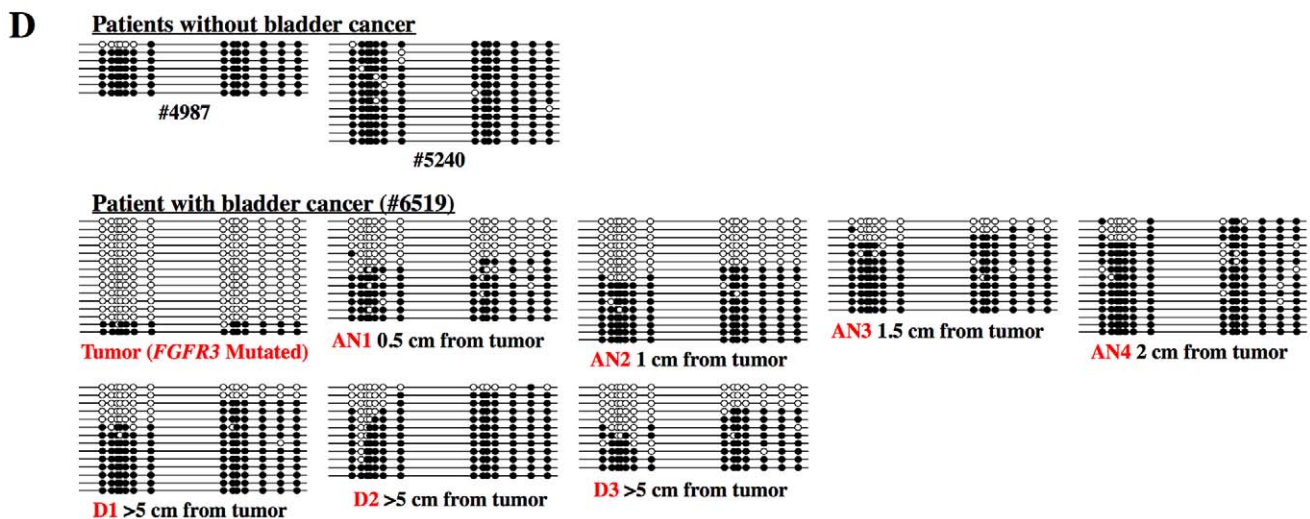 D
Patients without bladder cancer
#4987
#5240
Patient with bladder cancer (#6519)
Tumor (FGFR3 Mutated)
AN1 0.5 cm from tumor
AN2 1 cm from tumor
AN3 1.5 cm from tumor
AN4 2 cm from tumor
D1 >5 cm from tumor
D2 >5 cm from tumor
D3 >5 cm from tumor